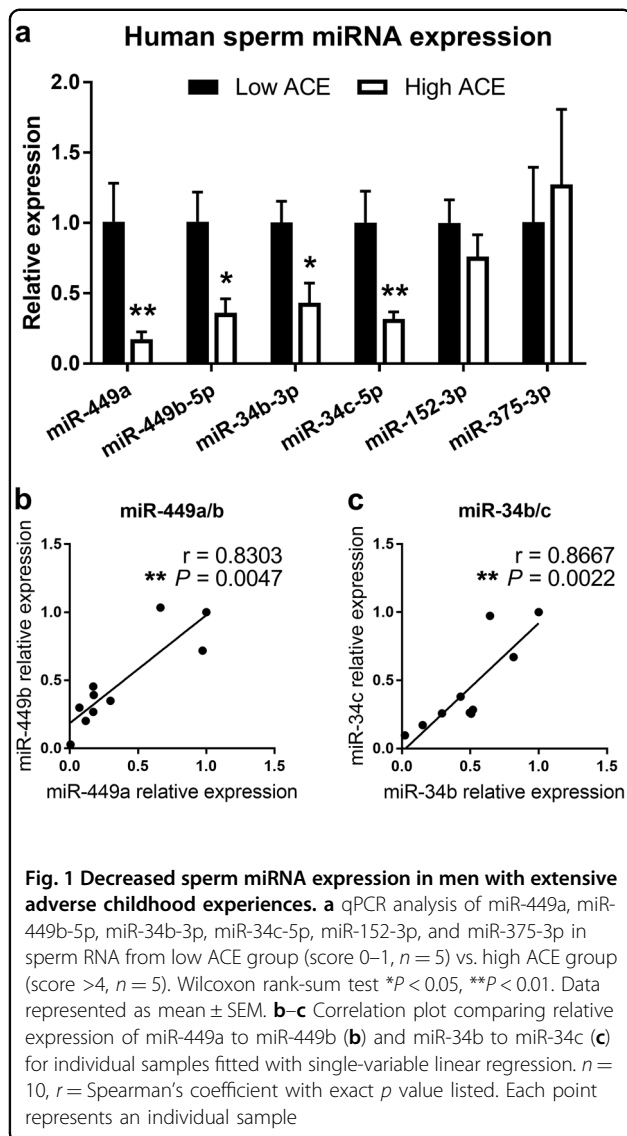 a Human sperm miRNA expression
Low ACE High ACE
Relative expression
2.0
1.5
1.0
0.5
0.0
** * * **
miR-449a miR-449b-5p miR-34b-3p miR-34c-5p miR-152-3p miR-375-3p
b miR-449a/b
r = 0.8303
** P = 0.0047
miR-449b relative expression
1.5
1.0
0.5
0.0
0.0 0.5 1.0 1.5
miR-449a relative expression
c miR-34b/c
r = 0.8667
** P = 0.0022
miR-34c relative expression
1.5
1.0
0.5
0.0
0.0 0.5 1.0 1.5
miR-34b relative expression
Fig. 1 Decreased sperm miRNA expression in men with extensive
adverse childhood experiences. a qPCR analysis of miR-449a, miR-
449b-5p, miR-34b-3p, miR-34c-5p, miR-152-3p, and miR-375-3p in
sperm RNA from low ACE group (score 0–1, n = 5) vs. high ACE group
(score >4, n = 5). Wilcoxon rank-sum test *P < 0.05, **P < 0.01. Data
represented as mean ± SEM. b–c Correlation plot comparing relative
expression of miR-449a to miR-449b (b) and miR-34b to miR-34c (c)
for individual samples fitted with single-variable linear regression. n =
10, r = Spearman's coefficient with exact p value listed. Each point
represents an individual sample